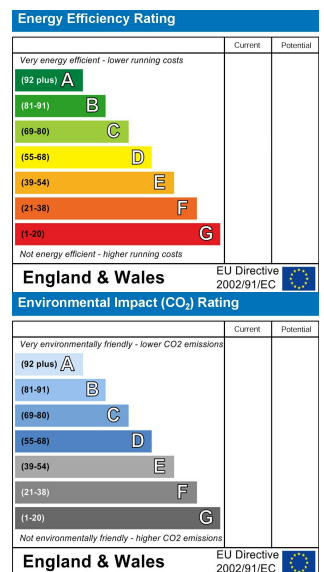 Energy Efficiency Rating
Current Potential
Very energy efficient - lower running costs
(92 plus) A
(81-91) B
(69-80) C
(55-68) D
(39-54) E
(21-38) F
(1-20) G
Not energy efficient - higher running costs
England & Wales EU Directive
2002/91/EC
Environmental Impact (CO₂) Rating
Current Potential
Very environmentally friendly - lower CO2 emissions
(92 plus) A
(81-91) B
(69-80) C
(55-68) D
(39-54) E
(21-38) F
(1-20) G
Not environmentally friendly - higher CO2 emissions
England & Wales EU Directive
2002/91/EC